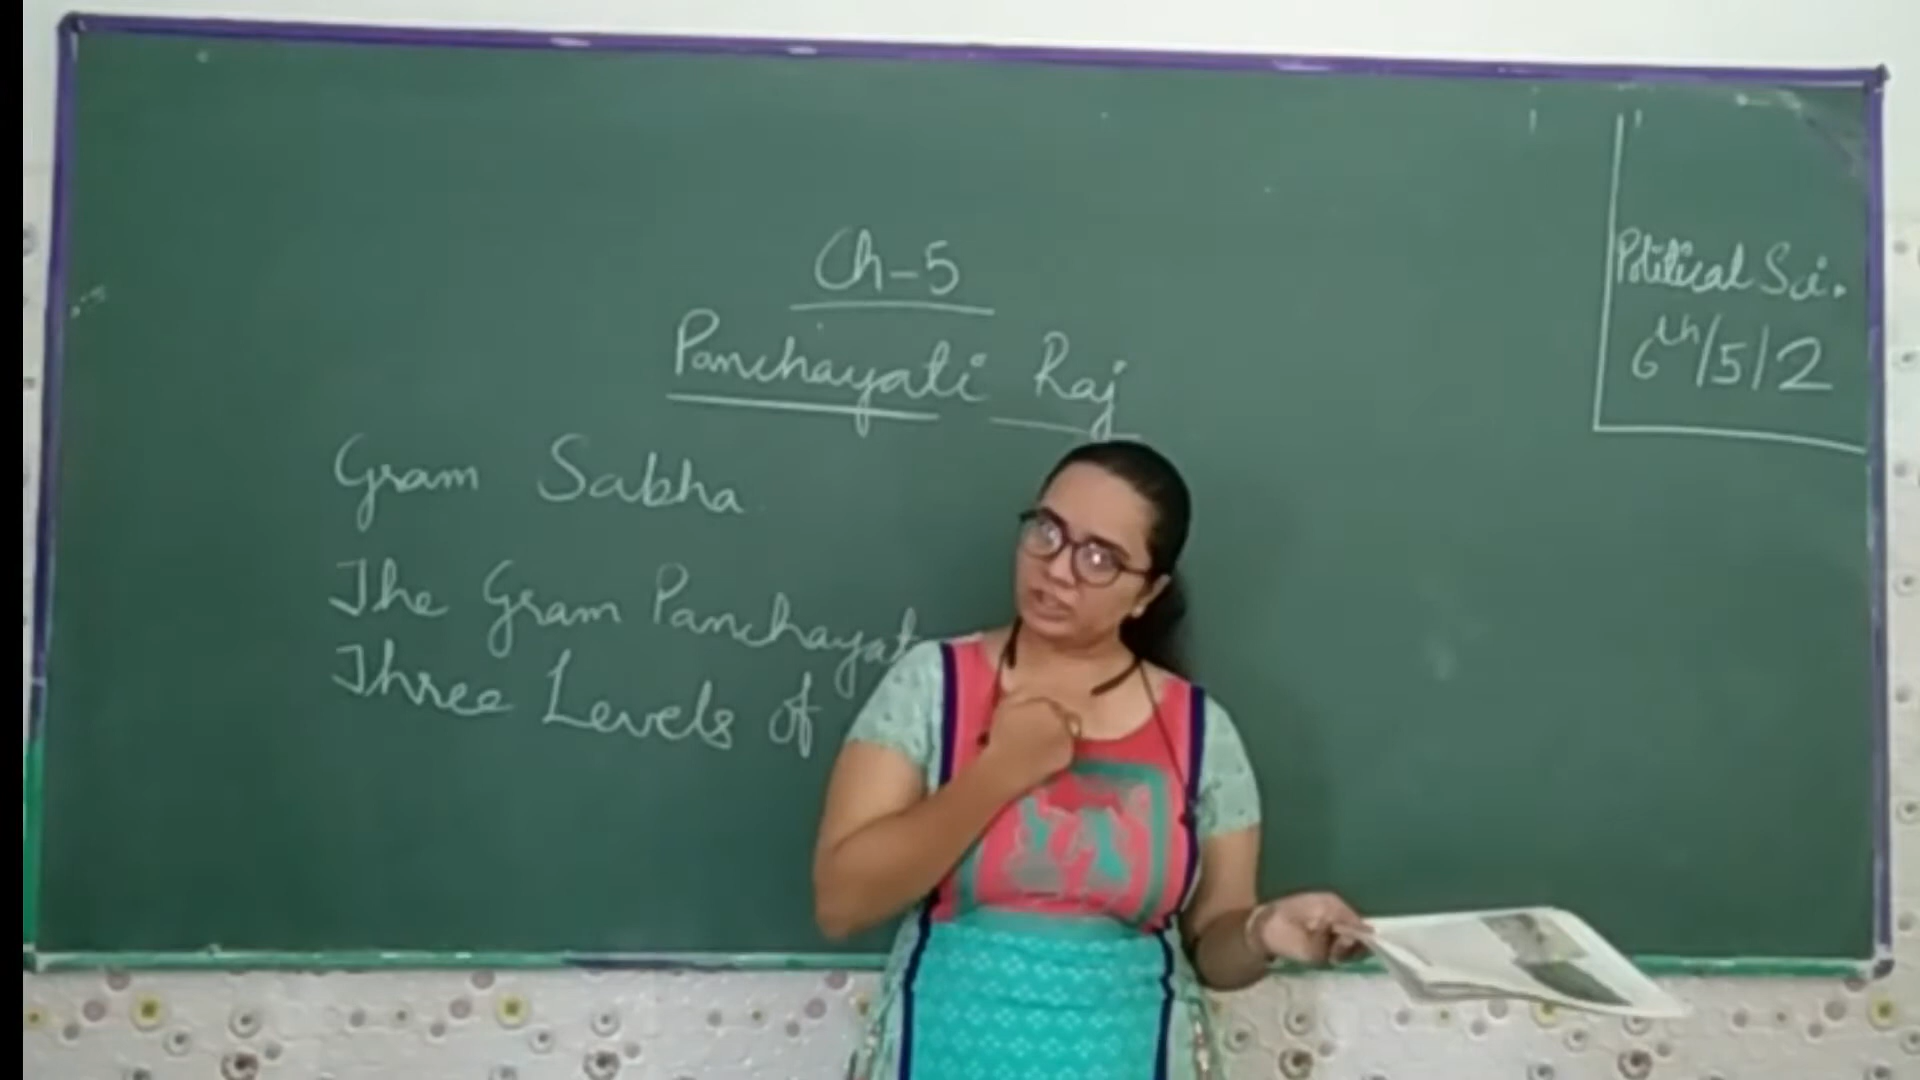 Ch-5
Panchayati Raj
Gram Sabha
The Gram Panchayat
Three Levels of
Political Sci.
6th/5/2